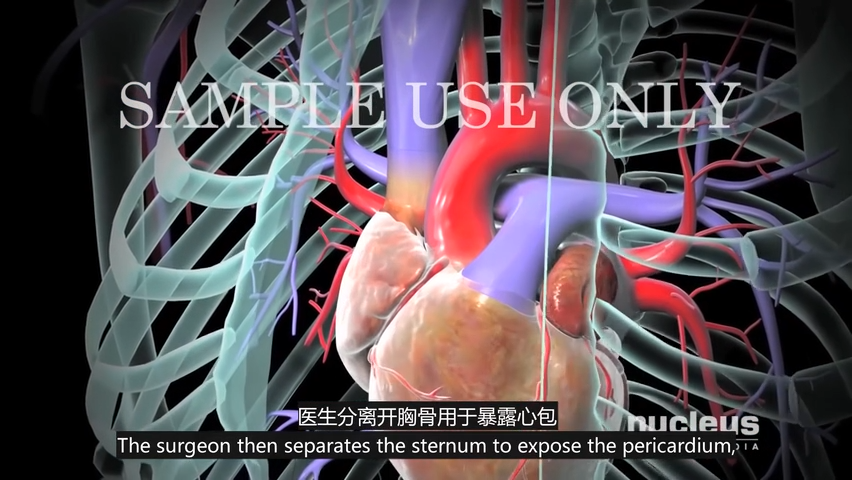 SAMPLE USE ONLY
医生分离开胸骨用于暴露心包
nucleus
The surgeon then separates the sternum to expose the pericardium,